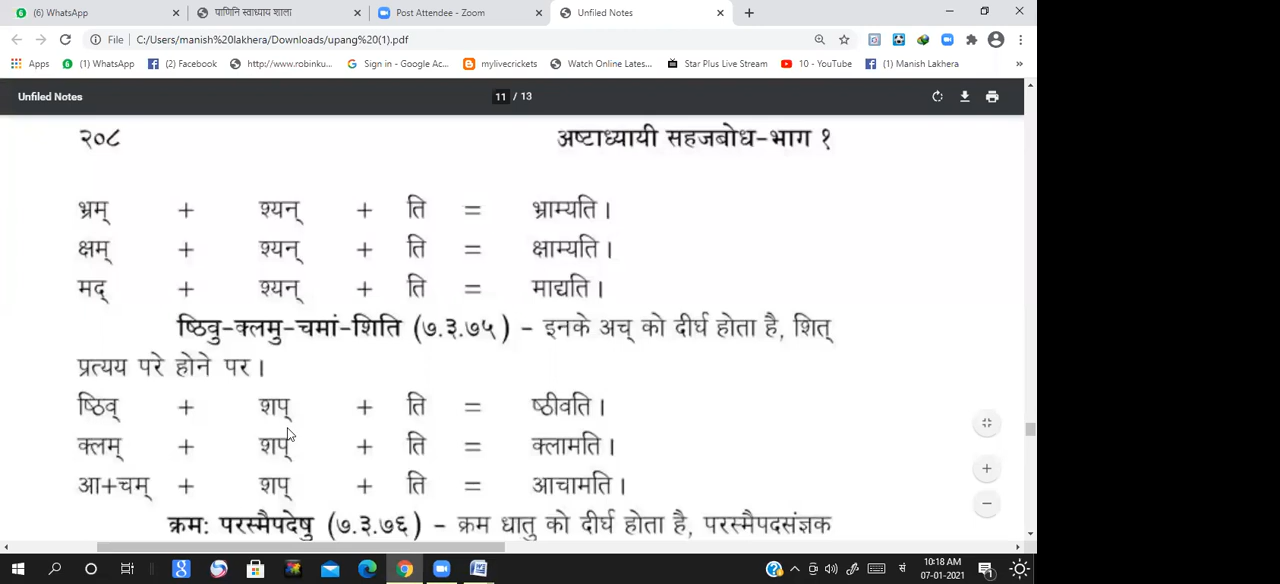 (6) WhatsApp पाणिनि स्वाध्याय शाला Post Attendee - Zoom Unfiled Notes
File C:/Users/manish%20lakhera/Downloads/upang%20(1).pdf
Apps (1) WhatsApp (2) Facebook http://www.robinku... Sign in - Google Ac... mylivecrickets Watch Online Lates... Star Plus Live Stream 10 - YouTube (1) Manish Lakhera »
Unfiled Notes 11 / 13
२०८ अष्टाध्यायी सहजबोध-भाग १
भ्रम् + श्यन् + ति = भ्राम्यति।
क्षम् + श्यन् + ति = क्षाम्यति।
मद् + श्यन् + ति = माद्यति।
ष्ठिवु-क्लमु-चमां-शिति (७.३.७५) - इनके अच् को दीर्घ होता है, शित्
प्रत्यय परे होने पर।
ष्ठिव् + शप् + ति = ष्ठीवति।
क्लम् + शप् + ति = क्लामति।
आ+चम् + शप् + ति = आचामति।
क्रमः परस्मैपदेषु (७.३.७६) - क्रम धातु को दीर्घ होता है, परस्मैपदसंज्ञक
10:18 AM
07-01-2021